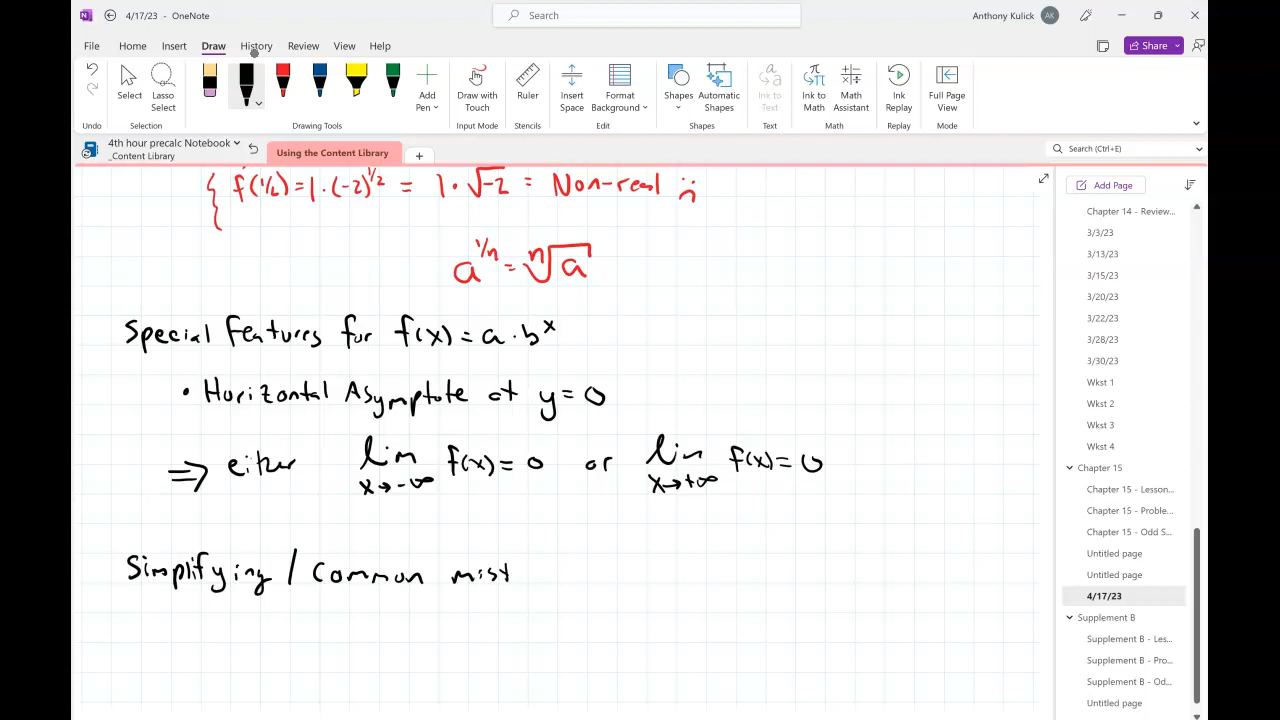 4/17/23 - OneNote
Search
Anthony Kulick
AK
File Home Insert Draw History Review View Help
Share
Undo
Select
Lasso Select
Selection
Drawing Tools
Add Pen
Draw with Touch
Input Mode
Ruler
Stencils
Insert Space
Format Background
Edit
Shapes
Automatic Shapes
Shapes
Ink to Text
Text
Ink to Math
Math Assistant
Math
Ink Replay
Replay
Full Page View
Mode
4th hour precalc Notebook
_Content Library
Using the Content Library
Search (Ctrl+E)
{ f(1/2) = 1 · (-2)^1/2 = 1 · √-2 = Non-real :(
a^1/n = ⁿ√a
Special Features for f(x) = a · b^x
• Horizontal Asymptote at y = 0
⇒ either lim x→-∞ f(x) = 0 or lim x→+∞ f(x) = 0
Simplifying / Common mist
Add Page
Chapter 14 - Review...
3/3/23
3/13/23
3/15/23
3/20/23
3/22/23
3/28/23
3/30/23
Wkst 1
Wkst 2
Wkst 3
Wkst 4
Chapter 15
Chapter 15 - Lesson...
Chapter 15 - Proble...
Chapter 15 - Odd S...
Untitled page
Untitled page
4/17/23
Supplement B
Supplement B - Les...
Supplement B - Pro...
Supplement B - Od...
Untitled page